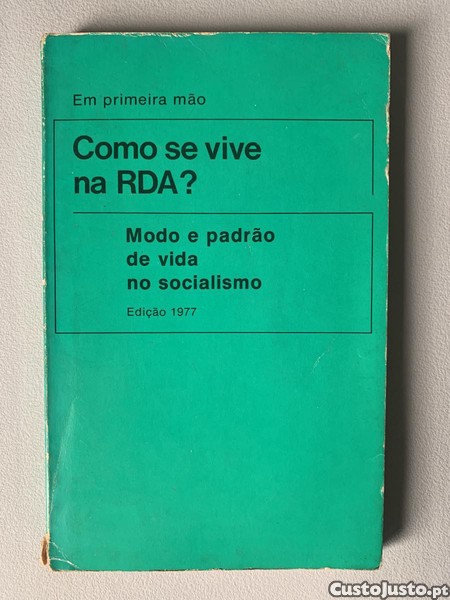 Em primeira mão
Como se vive
na RDA?
Modo e padrão
de vida
no socialismo
Edição 1977
CustoJusto.pt